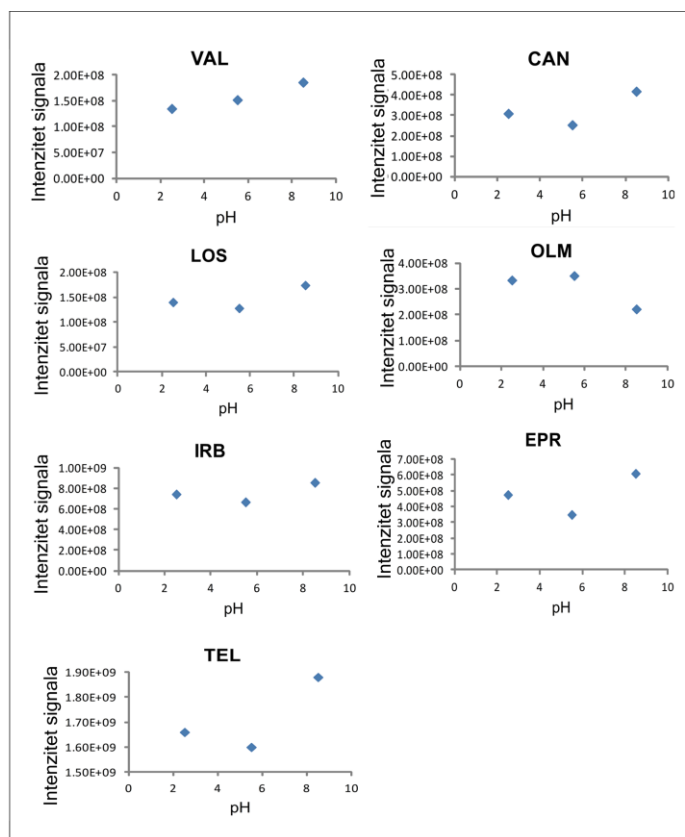 VAL
Intenzitet signala
2.00E+08
1.50E+08
1.00E+08
5.00E+07
0.00E+00
0 2 4 6 8 10
pH
CAN
Intenzitet signala
5.00E+08
4.00E+08
3.00E+08
2.00E+08
1.00E+08
0.00E+00
0 2 4 6 8 10
pH
LOS
Intenzitet signala
2.00E+08
1.50E+08
1.00E+08
5.00E+07
0.00E+00
0 2 4 6 8 10
pH
OLM
Intenzitet signala
4.00E+08
3.00E+08
2.00E+08
1.00E+08
0.00E+00
0 2 4 6 8 10
pH
IRB
Intenzitet signala
1.00E+09
8.00E+08
6.00E+08
4.00E+08
2.00E+08
0.00E+00
0 2 4 6 8 10
pH
EPR
Intenzitet signala
7.00E+08
6.00E+08
5.00E+08
4.00E+08
3.00E+08
2.00E+08
1.00E+08
0.00E+00
0 2 4 6 8 10
pH
TEL
Intenzitet signala
1.90E+09
1.80E+09
1.70E+09
1.60E+09
1.50E+09
0 2 4 6 8 10
pH